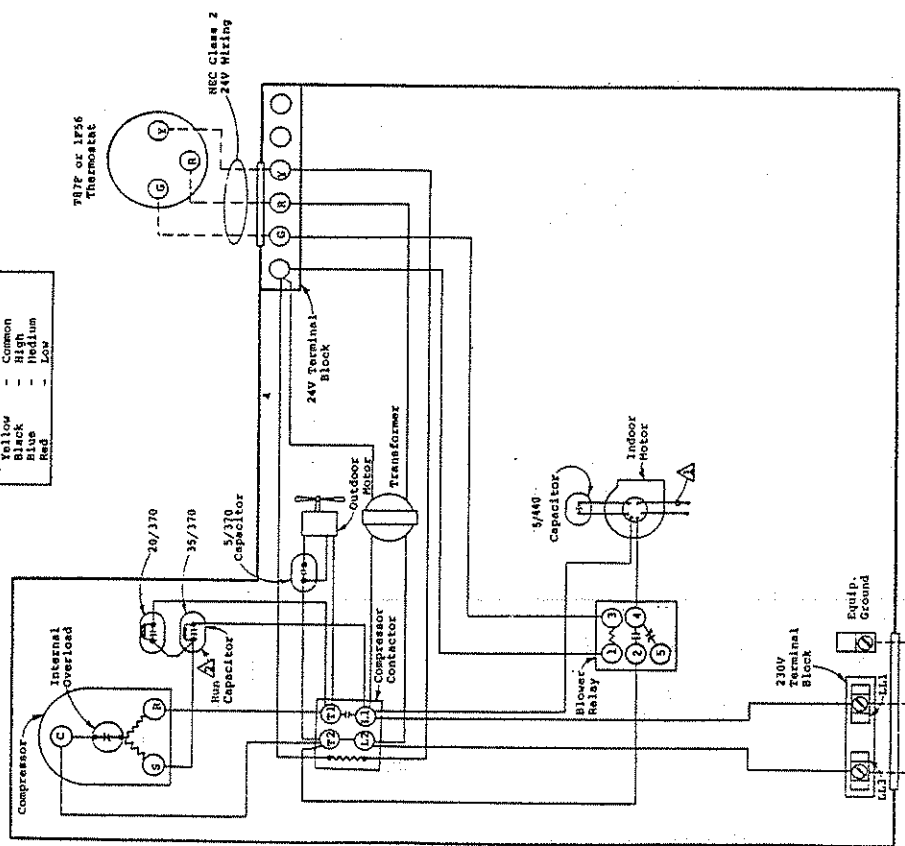 Yellow - Common
Black - High
Blue - Medium
Red - Low
T87F or 1F56
Thermostat
G
R
Y
NEC Class 2
24V Wiring
G
R
Y
24V Terminal
Block
Compressor
Internal
Overload
C
S
R
20/370
35/370
Run
Capacitor
5/370
Capacitor
Outdoor
Motor
Transformer
T2
T1
L2
L1
Compressor
Contactor
5/440
Capacitor
Indoor
Motor
Blower
Relay
1
3
2
4
5
230V
Terminal
Block
Equip.
Ground
LL1